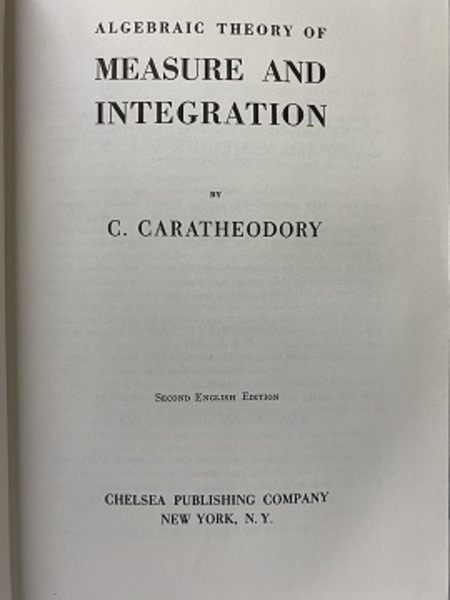 ALGEBRAIC THEORY OF
MEASURE AND
INTEGRATION
BY
C. CARATHEODORY
SECOND ENGLISH EDITION
CHELSEA PUBLISHING COMPANY
NEW YORK, N. Y.